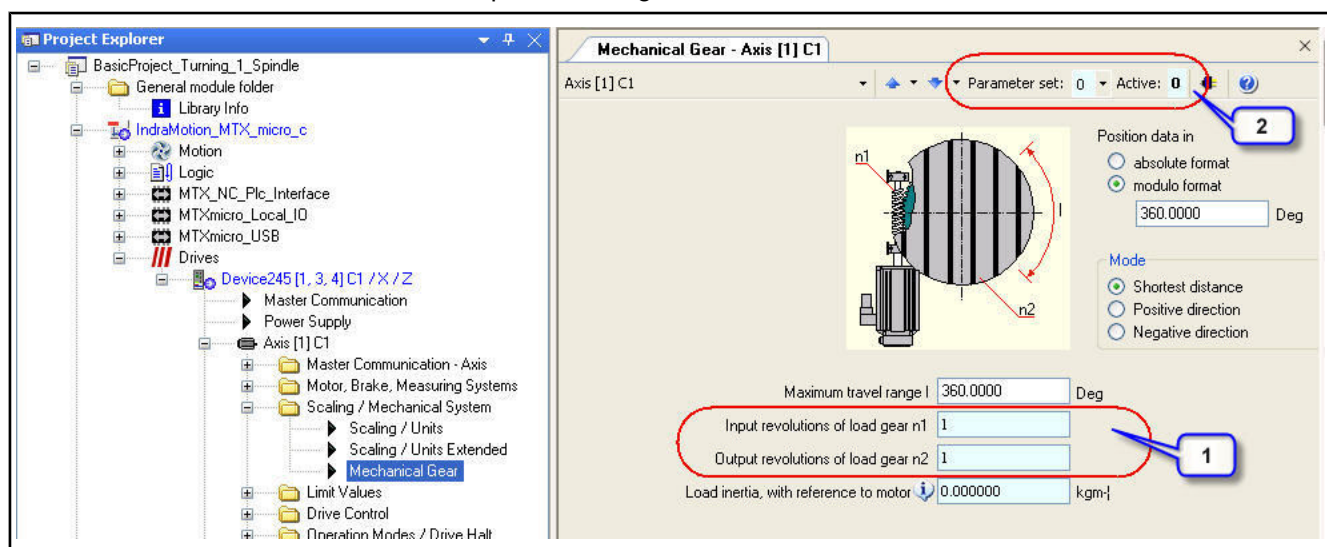 Project Explorer
BasicProject_Turning_1_Spindle
General module folder
Library Info
IndraMotion_MTX_micro_c
Motion
Logic
MTX_NC_Plc_Interface
MTXmicro_Local_IO
MTXmicro_USB
Drives
Device245 [1, 3, 4] C1 / X / Z
Master Communication
Power Supply
Axis [1] C1
Master Communication - Axis
Motor, Brake, Measuring Systems
Scaling / Mechanical System
Scaling / Units
Scaling / Units Extended
Mechanical Gear
Limit Values
Drive Control
Operation Modes / Drive Halt
Mechanical Gear - Axis [1] C1
Axis [1] C1
Parameter set: 0 Active: 0
2
n1
l
n2
Position data in
absolute format
modulo format
360.0000 Deg
Mode
Shortest distance
Positive direction
Negative direction
Maximum travel range l 360.0000 Deg
Input revolutions of load gear n1 1
Output revolutions of load gear n2 1
1
Load inertia, with reference to motor 0.000000 kgm-|